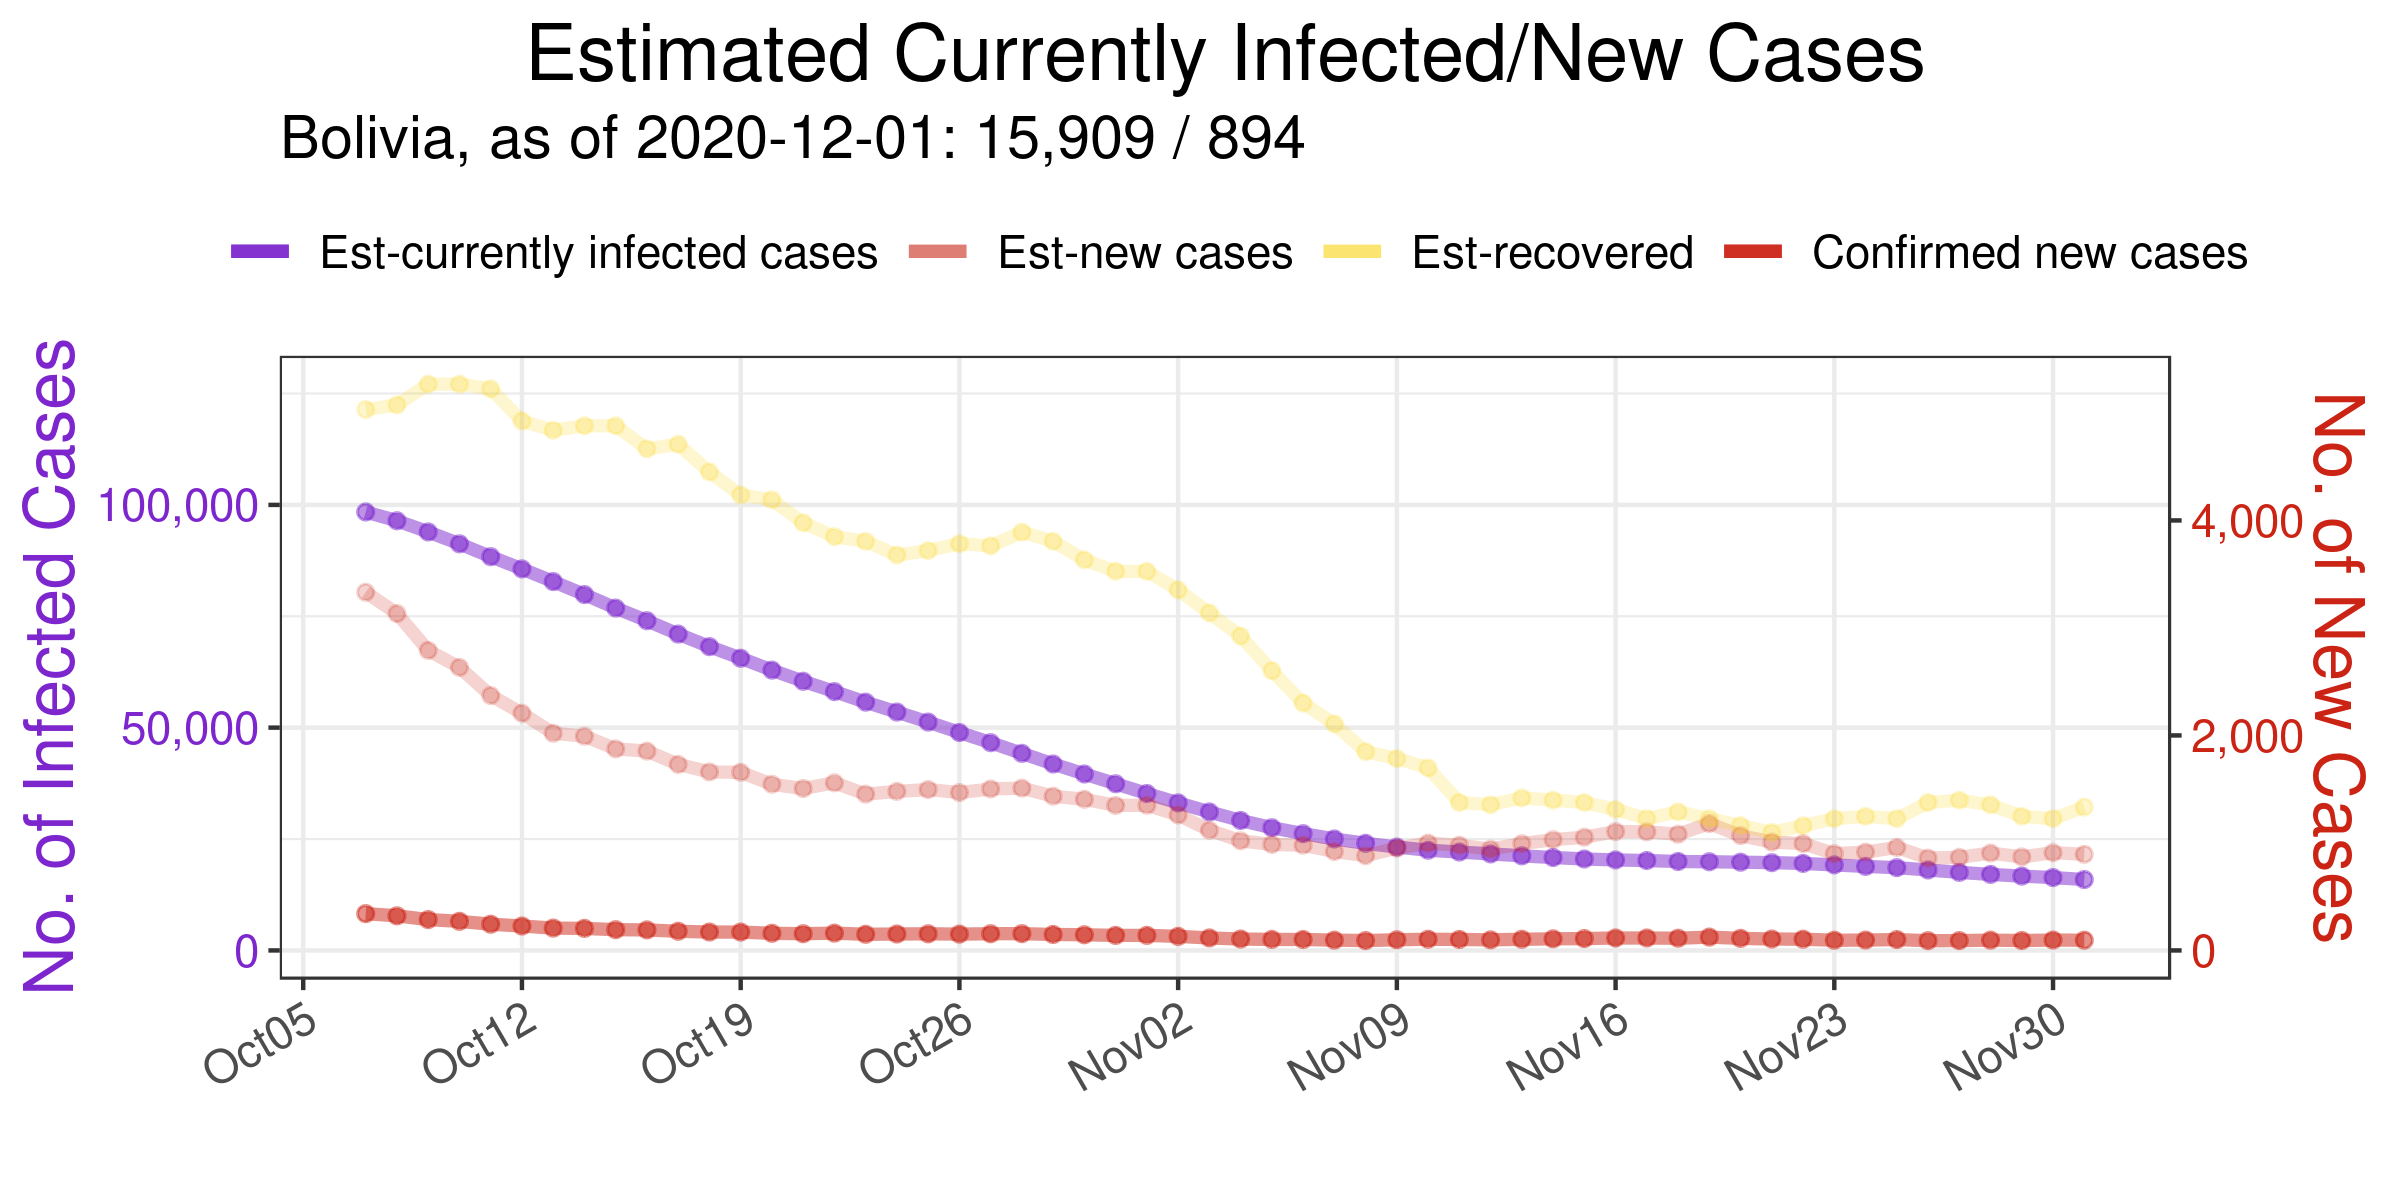 Estimated Currently Infected/New Cases
Bolivia, as of 2020-12-01: 15,909 / 894
Est-currently infected cases Est-new cases Est-recovered Confirmed new cases
No. of Infected Cases
100,000
50,000
0
4,000
2,000
0
No. of New Cases
Oct05 Oct12 Oct19 Oct26 Nov02 Nov09 Nov16 Nov23 Nov30